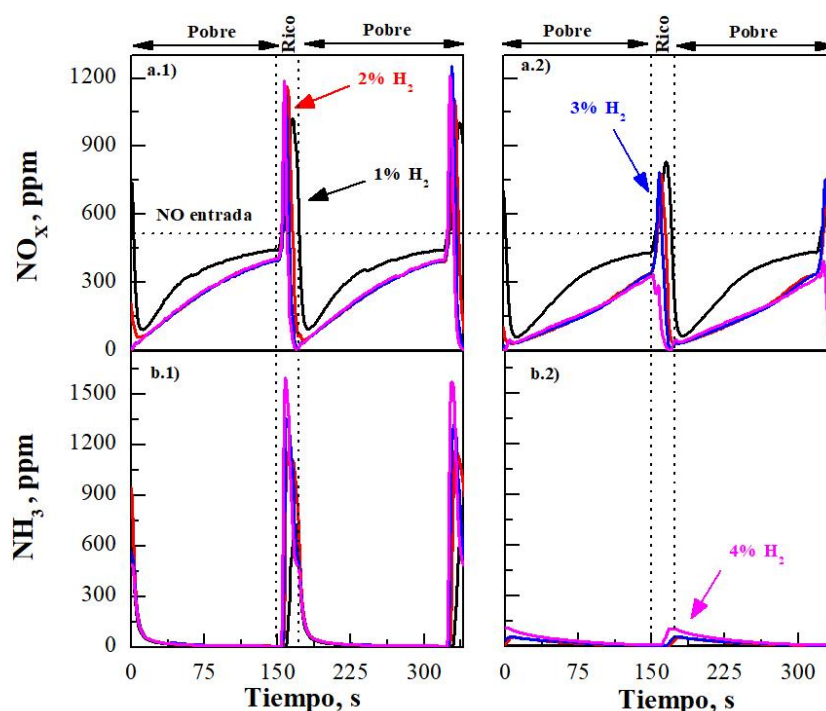 Pobre Rico Pobre Pobre Rico Pobre
a.1) 2% H2 a.2)
3% H2
1% H2
NO entrada
NOX, ppm
1200
900
600
300
0
b.1) b.2)
4% H2
NH3, ppm
1500
1200
900
600
300
0
0 75 150 225 300 0 75 150 225 300
Tiempo, s Tiempo, s